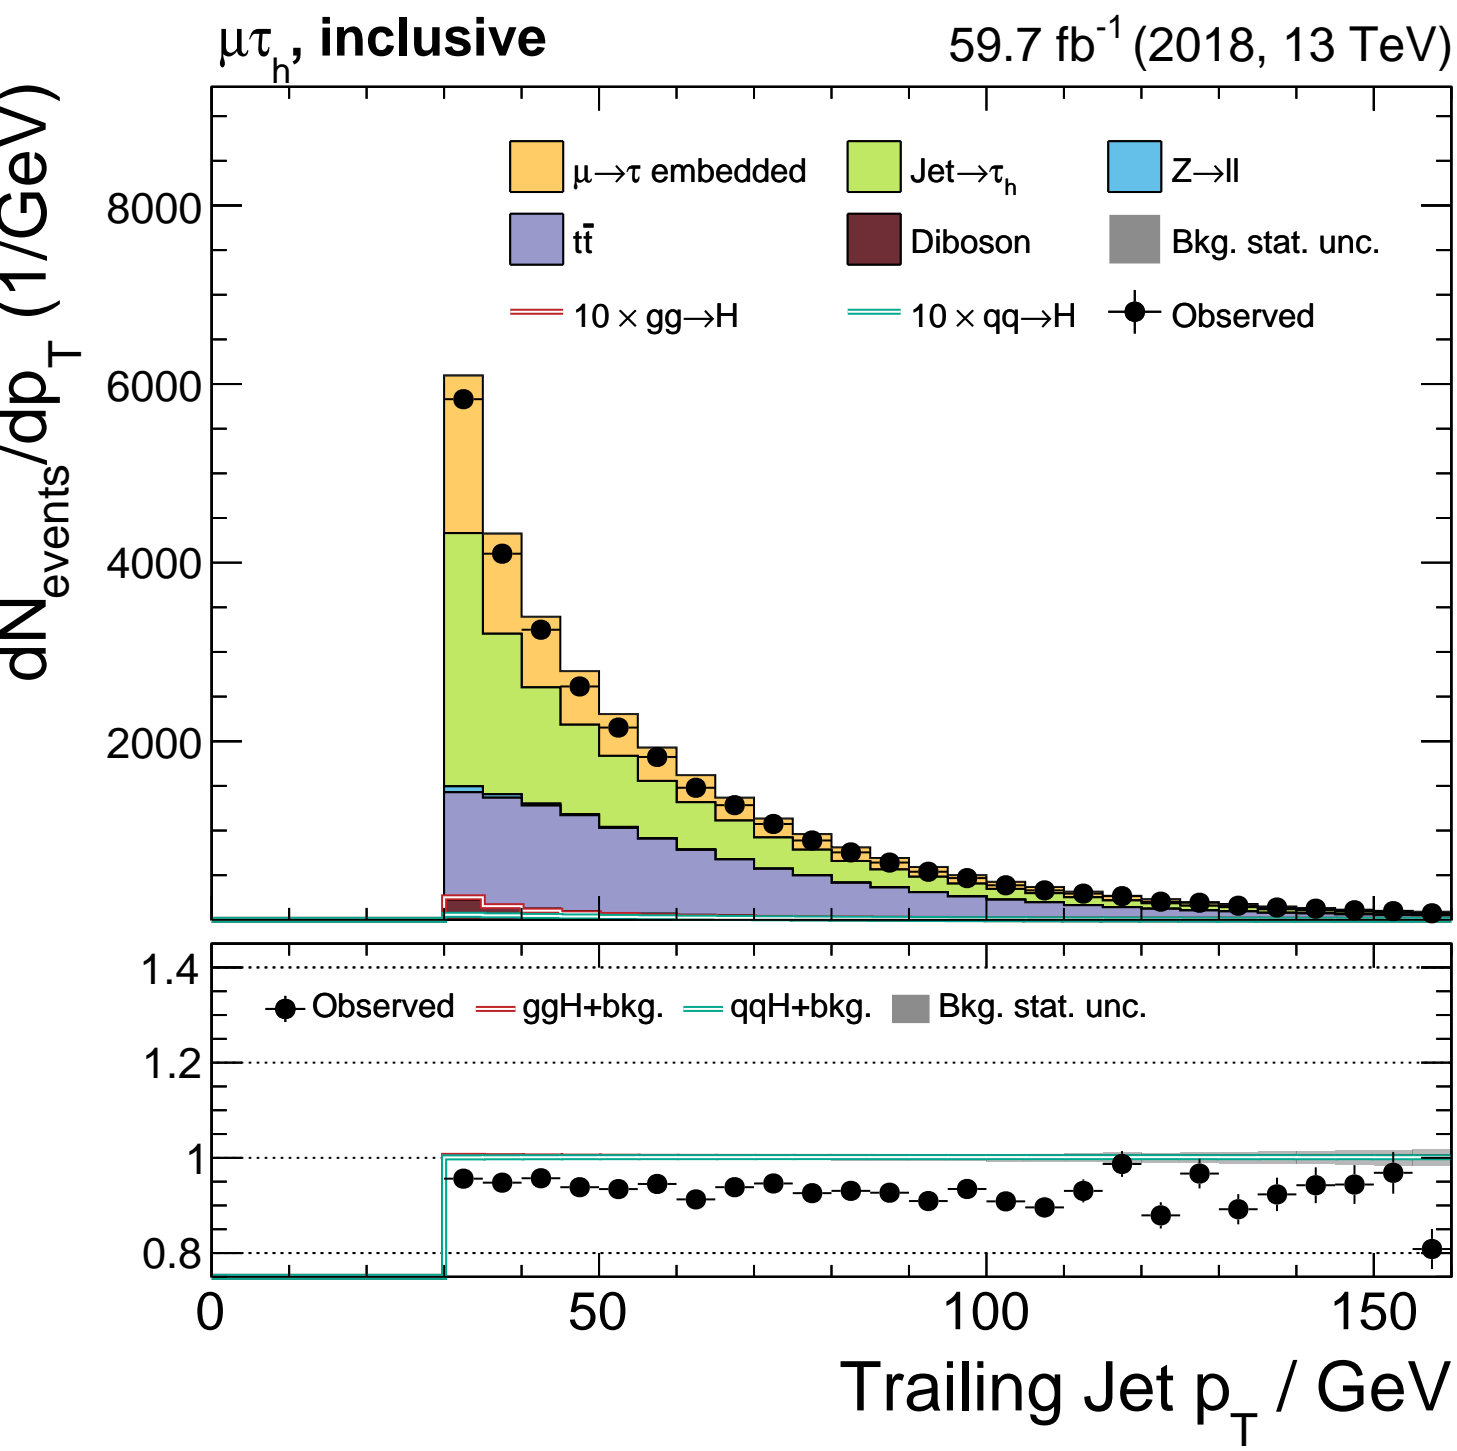 μτh, inclusive
59.7 fb-1 (2018, 13 TeV)
dNevents/dpT (1/GeV)
8000
6000
4000
2000
μ→τ embedded
Jet→τh
Z→ll
tt̄
Diboson
Bkg. stat. unc.
10 × gg→H
10 × qq→H
Observed
1.4
1.2
1
0.8
Observed
ggH+bkg.
qqH+bkg.
Bkg. stat. unc.
0
50
100
150
Trailing Jet pT / GeV